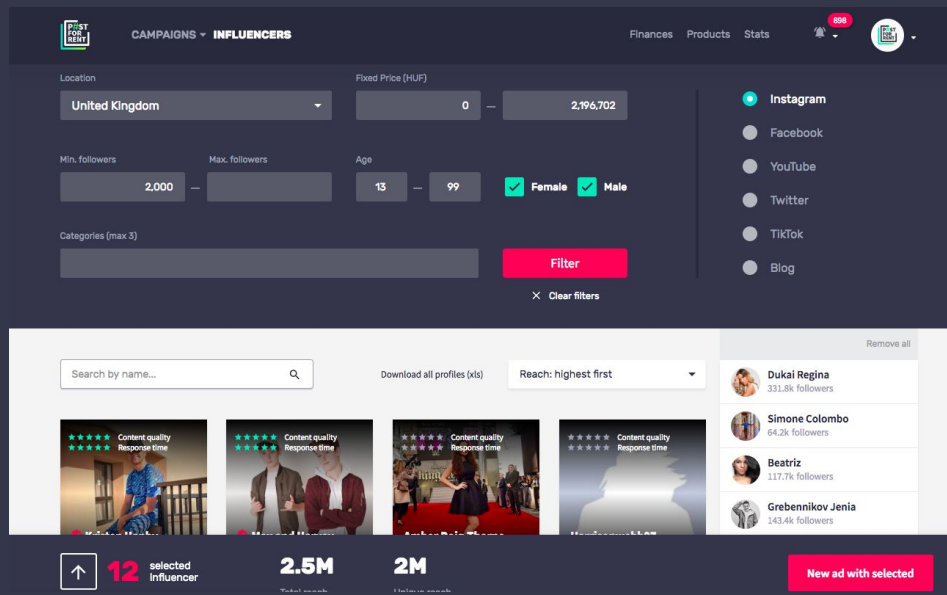 P#ST
FOR
RENT
CAMPAIGNS
INFLUENCERS
Finances
Products
Stats
898
Location
United Kingdom
Fixed Price (HUF)
0 — 2,196,702
Min. followers
Max. followers
2,000 —
Age
13 — 99
Female
Male
Categories (max 3)
Filter
× Clear filters
Instagram
Facebook
YouTube
Twitter
TikTok
Blog
Search by name...
Download all profiles (xls)
Reach: highest first
Remove all
Content quality
Response time
Content quality
Response time
Content quality
Response time
Content quality
Response time
Dukai Regina
331.8k followers
Simone Colombo
64.2k followers
Beatriz
117.7k followers
Grebennikov Jenia
143.4k followers
12 selected
Influencer
2.5M
Total reach
2M
Unique reach
New ad with selected